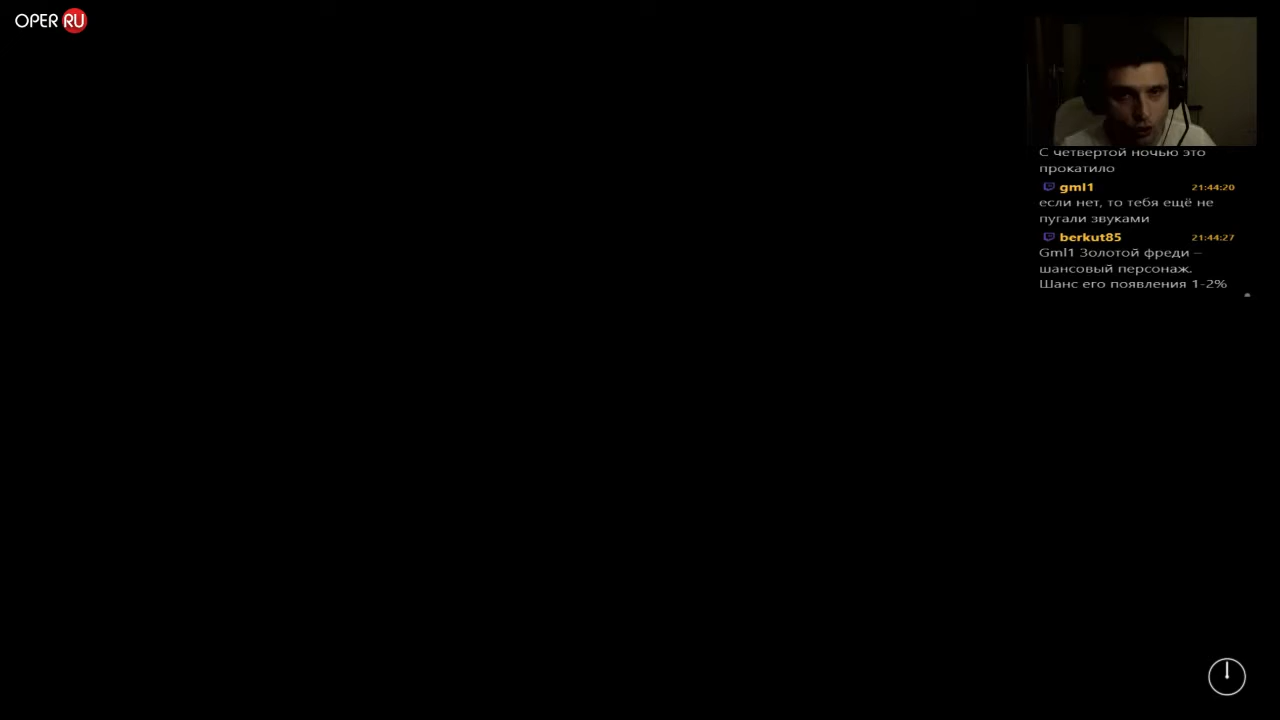 OPER RU
С четвертой ночью это
прокатило
gml1 21:44:20
если нет, то тебя ещё не
пугали звуками
berkut85 21:44:27
Gml1 Золотой фреди –
шансовый персонаж.
Шанс его появления 1-2%